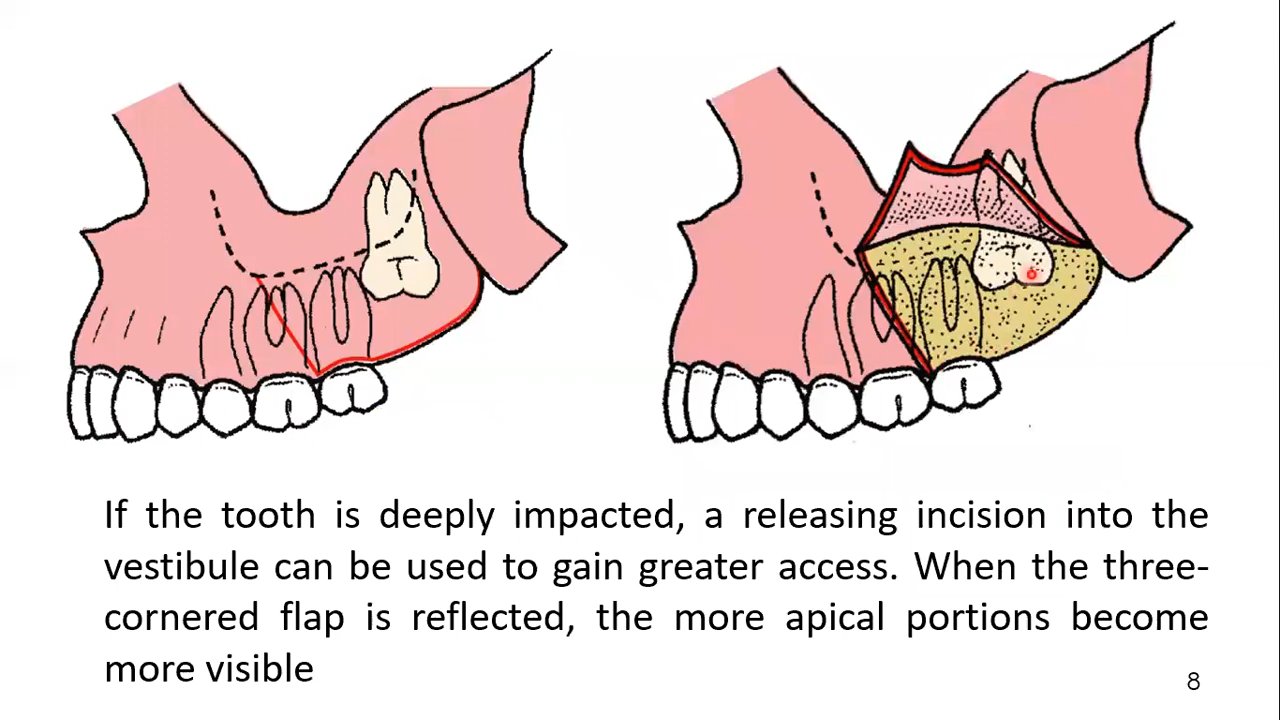 If the tooth is deeply impacted, a releasing incision into the
vestibule can be used to gain greater access. When the three-
cornered flap is reflected, the more apical portions become
more visible
8